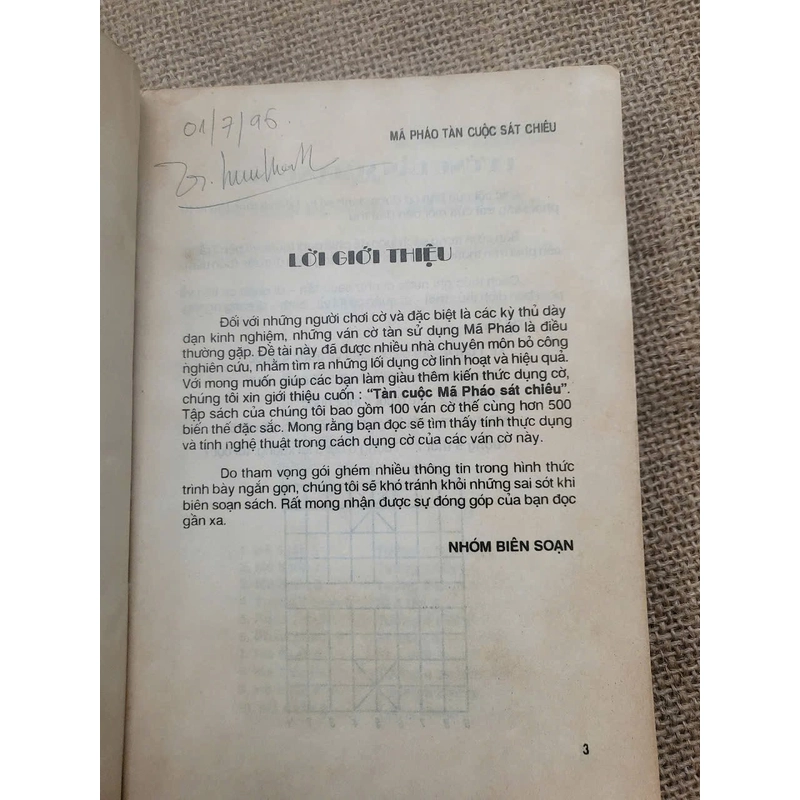 01/7/96.
MÃ PHÁO TÀN CUỘC SÁT CHIÊU
LỜI GIỚI THIỆU
Đối với những người chơi cờ và đặc biệt là các kỳ thủ dày
dạn kinh nghiệm, những ván cờ tàn sử dụng Mã Pháo là điều
thường gặp. Đề tài này đã được nhiều nhà chuyên môn bỏ công
nghiên cứu, nhằm tìm ra những lối dụng cờ linh hoạt và hiệu quả.
Với mong muốn giúp các bạn làm giàu thêm kiến thức dụng cờ,
chúng tôi xin giới thiệu cuốn : “Tàn cuộc Mã Pháo sát chiêu”.
Tập sách của chúng tôi bao gồm 100 ván cờ thế cùng hơn 500
biến thế đặc sắc. Mong rằng bạn đọc sẽ tìm thấy tính thực dụng
và tính nghệ thuật trong cách dụng cờ của các ván cờ này.
Do tham vọng gói ghém nhiều thông tin trong hình thức
trình bày ngắn gọn, chúng tôi sẽ khó tránh khỏi những sai sót khi
biên soạn sách. Rất mong nhận được sự đóng góp của bạn đọc
gần xa.
NHÓM BIÊN SOẠN
3